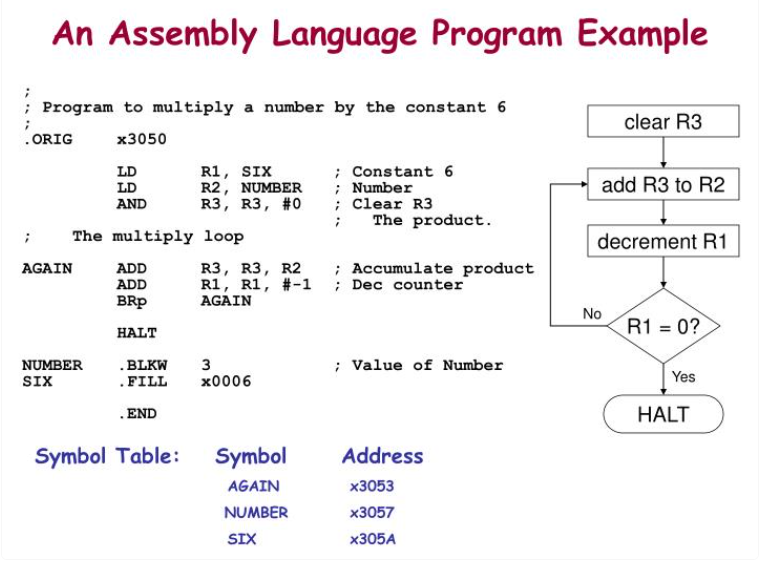 An Assembly Language Program Example
;
; Program to multiply a number by the constant 6
;
.ORIG x3050
LD R1, SIX ; Constant 6
LD R2, NUMBER ; Number
AND R3, R3, #0 ; Clear R3
; The product.
; The multiply loop
AGAIN ADD R3, R3, R2 ; Accumulate product
ADD R1, R1, #-1 ; Dec counter
BRp AGAIN
HALT
NUMBER .BLKW 3 ; Value of Number
SIX .FILL x0006
.END
clear R3
add R3 to R2
decrement R1
No
R1 = 0?
Yes
HALT
Symbol Table: Symbol Address
AGAIN x3053
NUMBER x3057
SIX x305A